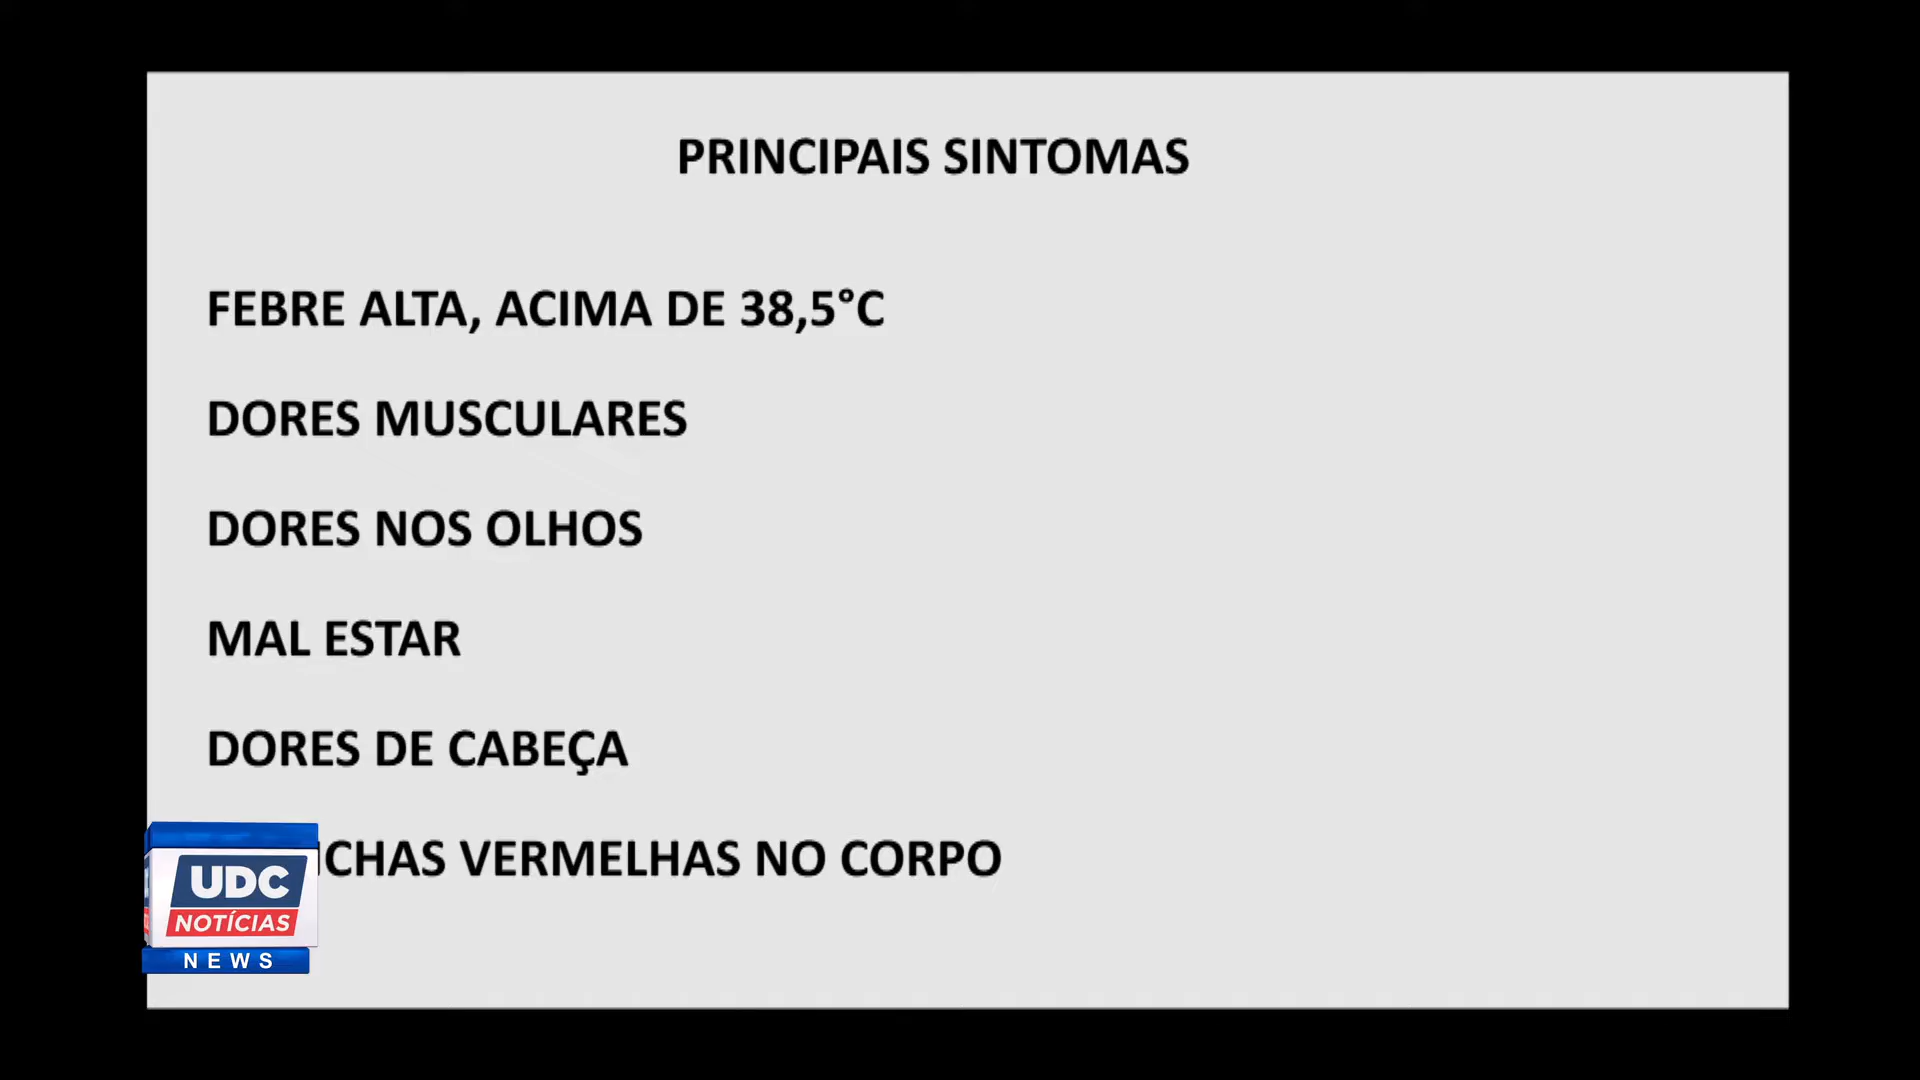 PRINCIPAIS SINTOMAS
FEBRE ALTA, ACIMA DE 38,5°C
DORES MUSCULARES
DORES NOS OLHOS
MAL ESTAR
DORES DE CABEÇA
VERMELHAS NO CORPO
UDC
NOTÍCIAS
NEWS